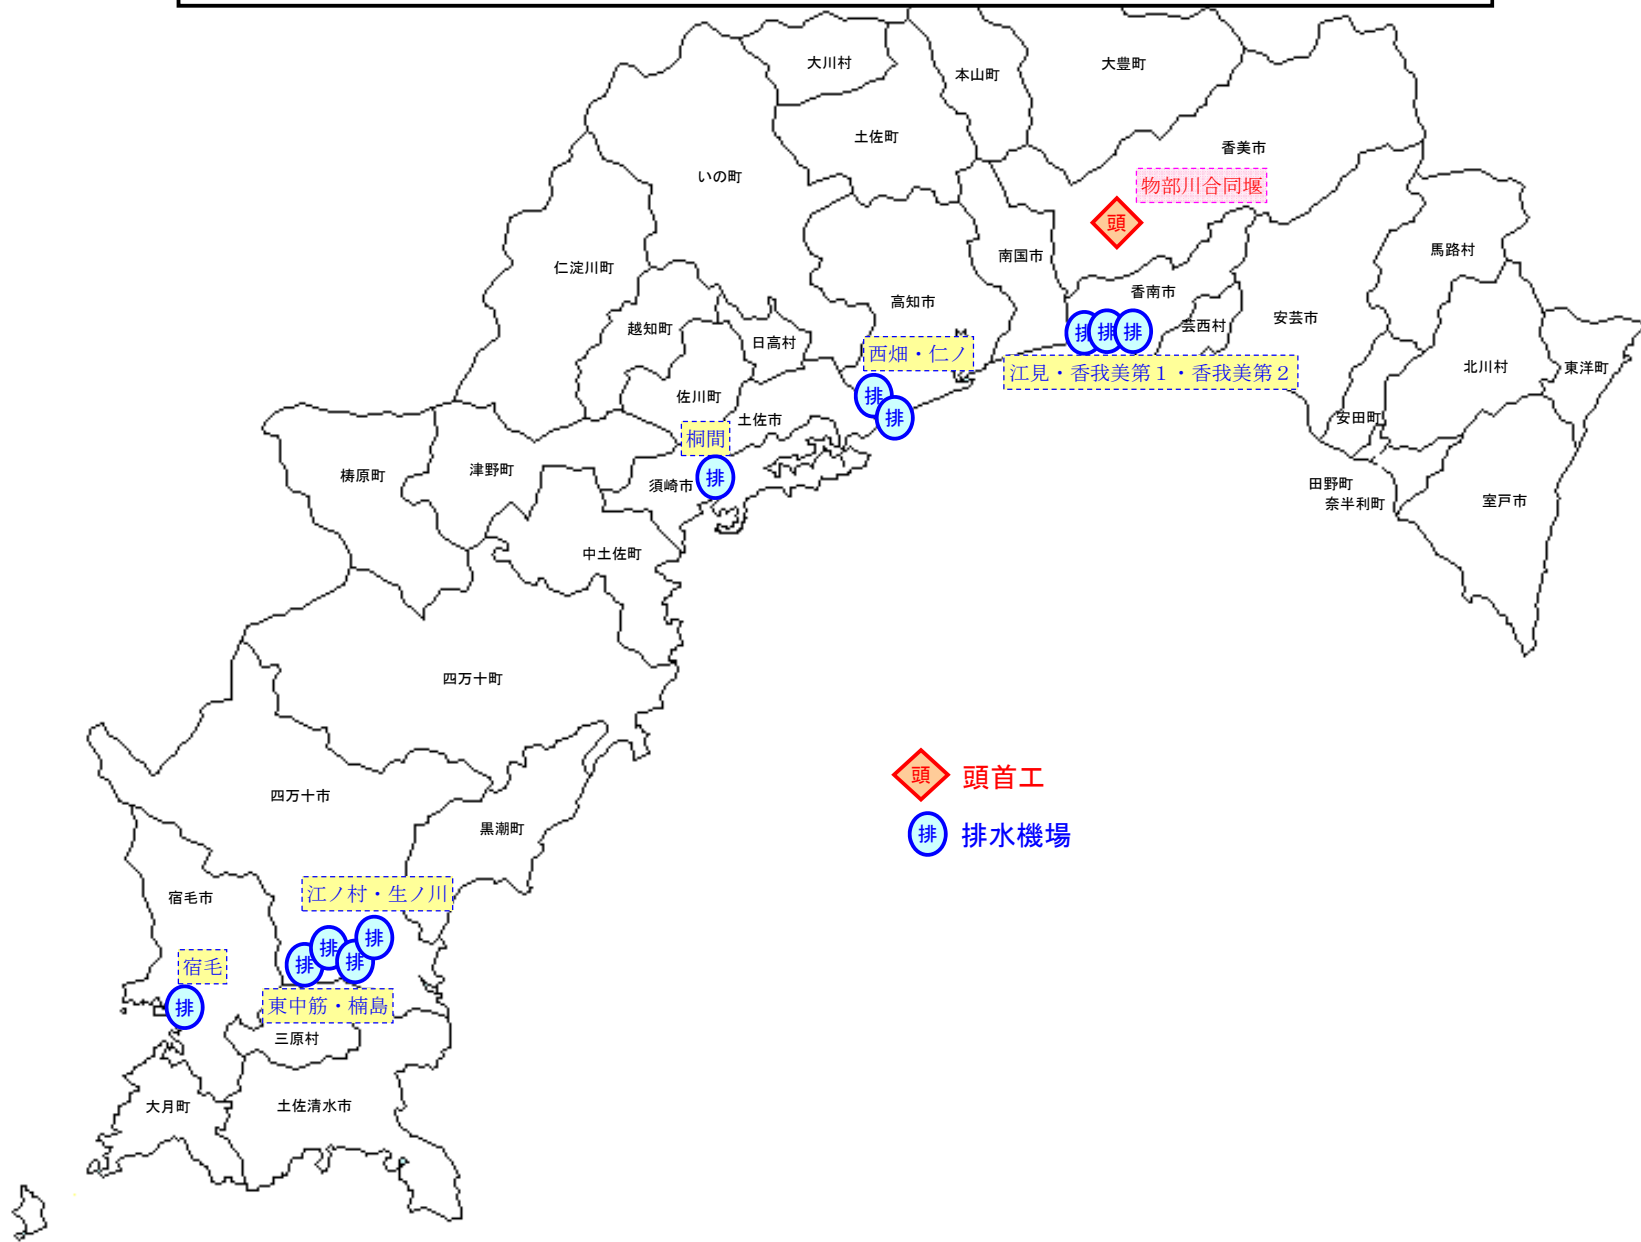 大川村
本山町
大豊町
土佐町
香美市
いの町
物部川合同堰
頭
馬路村
南国市
仁淀川町
香南市
高知市
安芸市
芸西村
越知町
日高村
排
排
排
西畑・仁ノ
江見・香我美第１・香我美第２
北川村
東洋町
佐川町
排
排
土佐市
安田町
桐間
津野町
梼原町
排
須崎市
田野町
奈半利町
室戸市
中土佐町
四万十町
頭
頭首工
四万十市
黒潮町
排
排水機場
江ノ村・生ノ川
宿毛市
排
排
排
排
宿毛
排
東中筋・楠島
三原村
大月町
土佐清水市